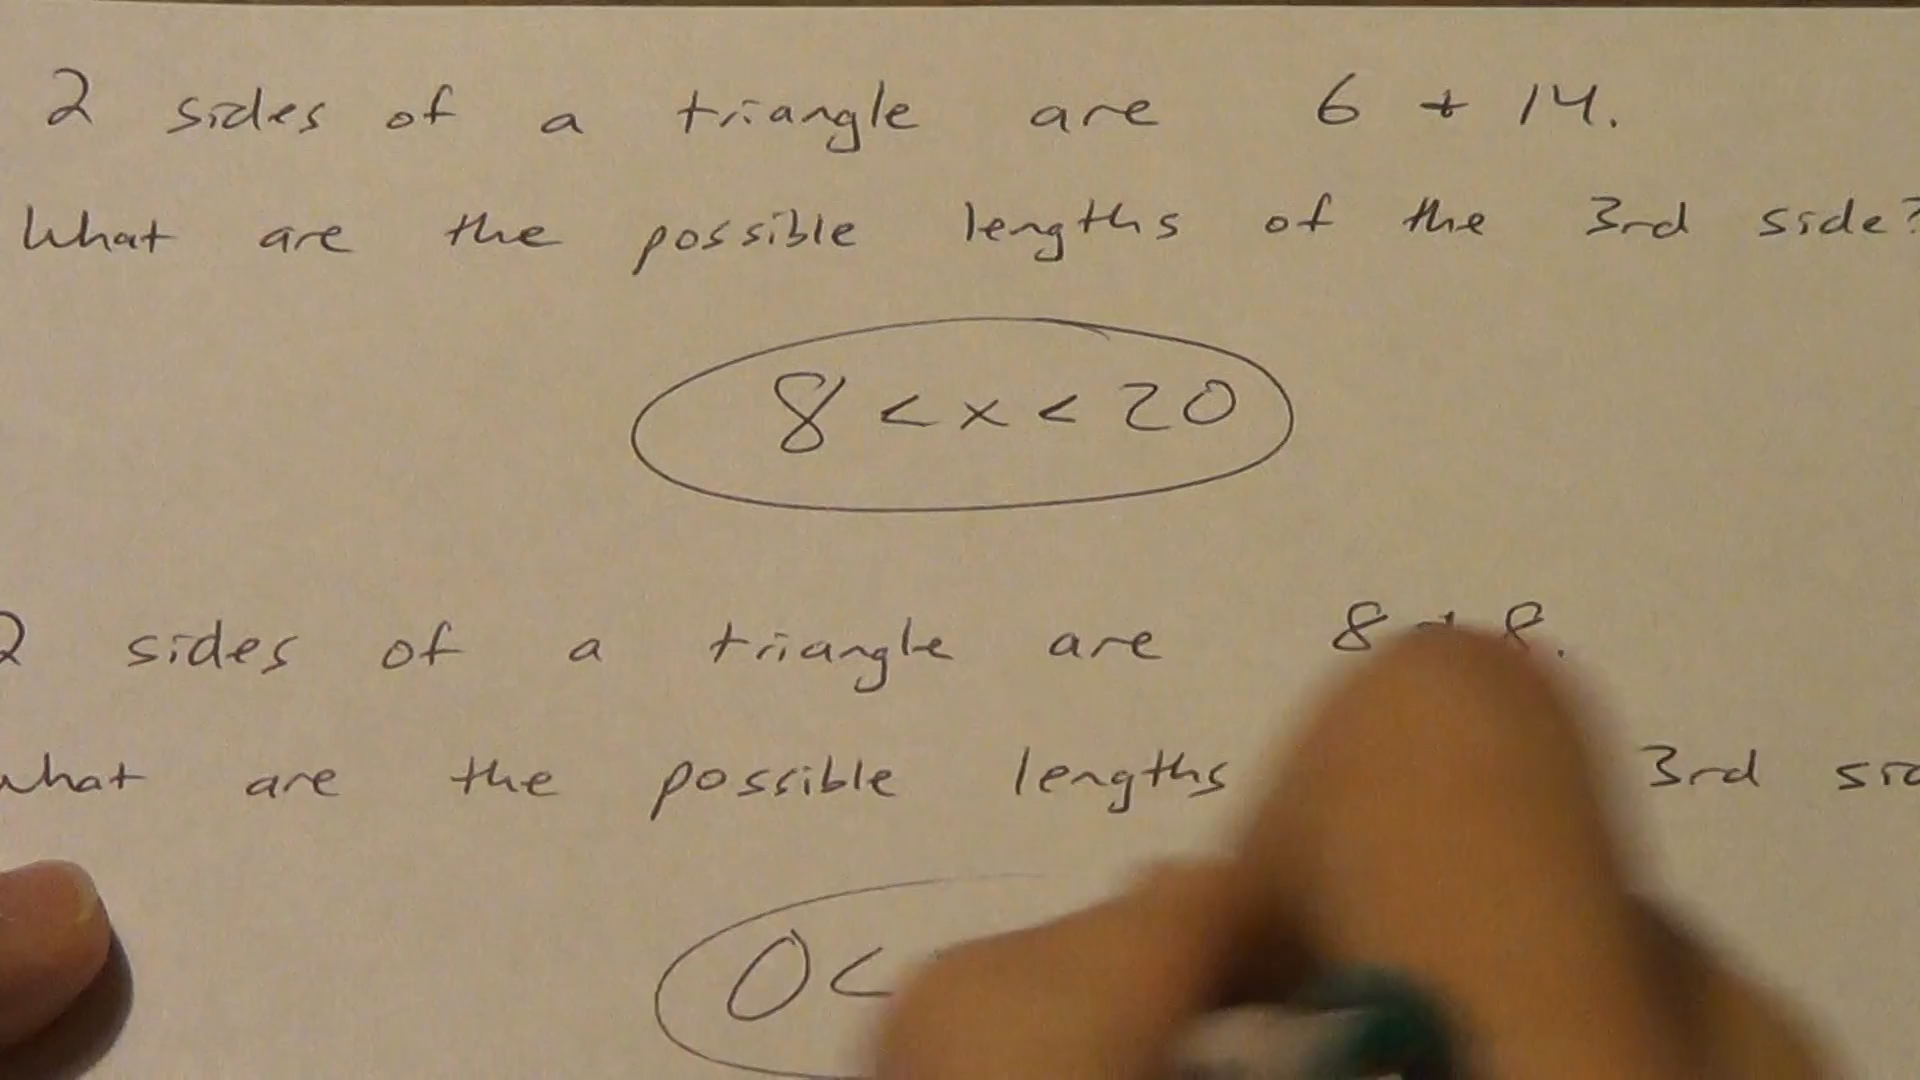 2 sides of a triangle are 6 + 14.
What are the possible lengths of the 3rd side?
8 < x < 20
2 sides of a triangle are 8 + 8.
What are the possible lengths 3rd
0 <